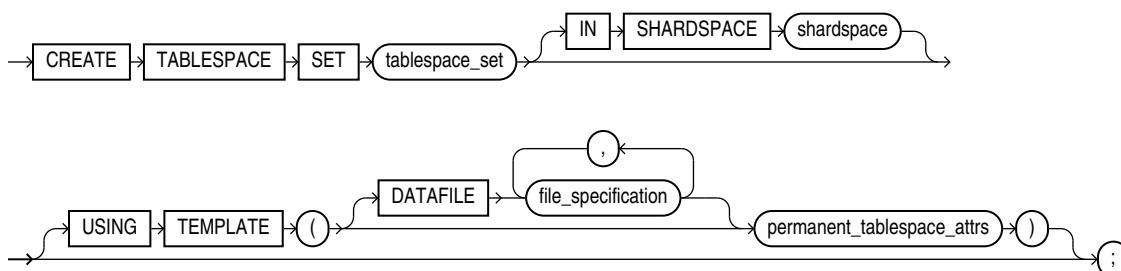 IN SHARDSPACE shardspace
CREATE TABLESPACE SET tablespace_set
,
DATAFILE file_specification
USING TEMPLATE ( permanent_tablespace_attrs )
;